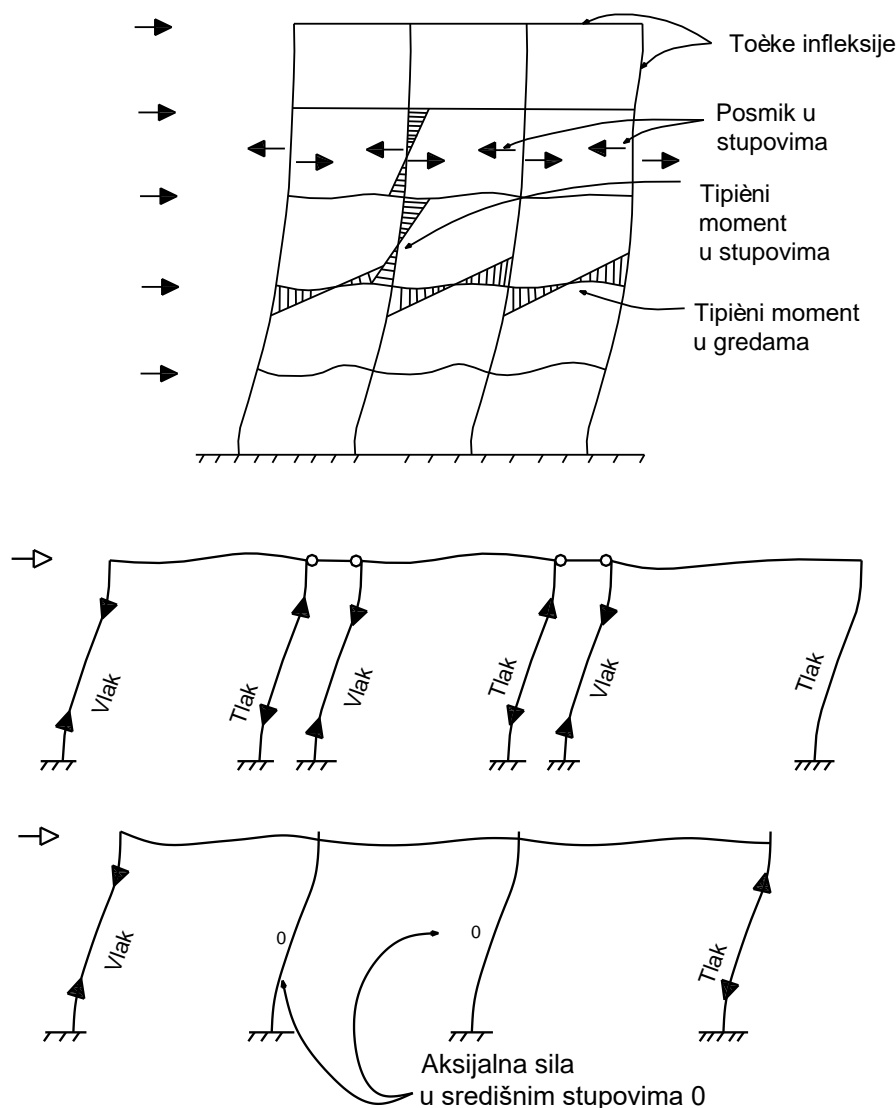 Toèke infleksije
Posmik u
stupovima
Tipièni
moment
u stupovima
Tipièni moment
u gredama
Vlak
Tlak
Vlak
Tlak
Vlak
Tlak
Vlak
0
0
Tlak
Aksijalna sila
u središnim stupovima 0